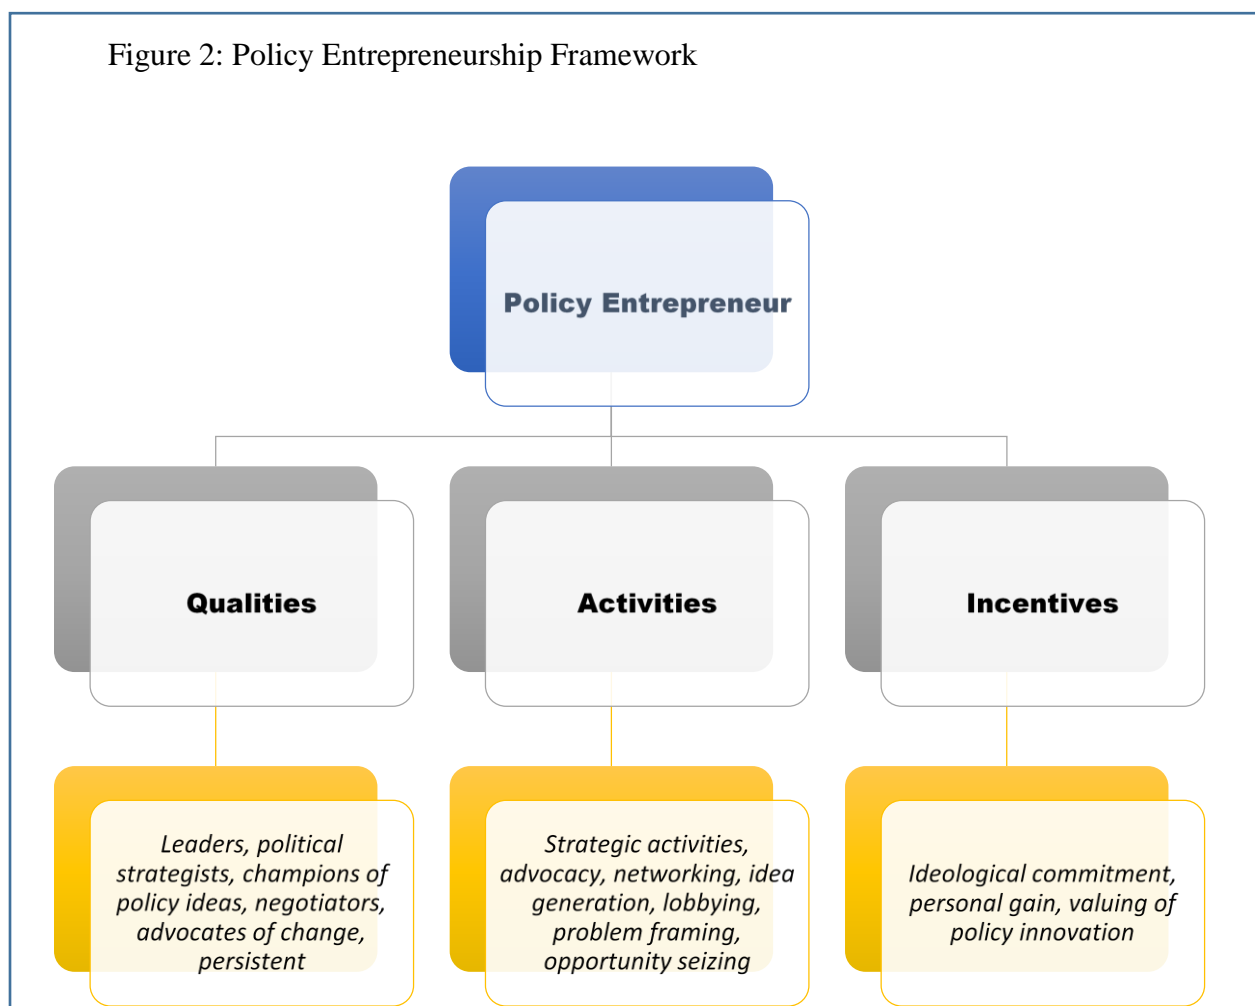 Figure 2: Policy Entrepreneurship Framework
Policy Entrepreneur
Qualities
Activities
Incentives
Leaders, political
strategists, champions of
policy ideas, negotiators,
advocates of change,
persistent
Strategic activities,
advocacy, networking, idea
generation, lobbying,
problem framing,
opportunity seizing
Ideological commitment,
personal gain, valuing of
policy innovation